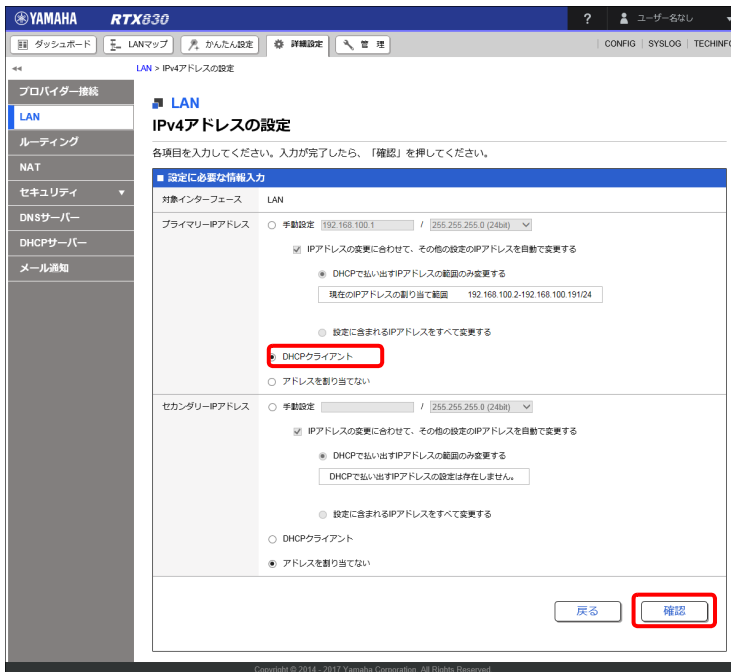 YAMAHA RTX830 ? ユーザー名なし
ダッシュボード LANマップ かんたん設定 詳細設定 管 理 CONFIG SYSLOG TECHINFO
LAN > IPv4アドレスの設定
プロバイダー接続
LAN
ルーティング
NAT
セキュリティ
DNSサーバー
DHCPサーバー
メール通知
LAN
IPv4アドレスの設定
各項目を入力してください。入力が完了したら、「確認」を押してください。
■ 設定に必要な情報入力
対象インターフェース LAN
プライマリーIPアドレス 手動設定 192.168.100.1 / 255.255.255.0 (24bit)
IPアドレスの変更に合わせて、その他の設定のIPアドレスを自動で変更する
DHCPで払い出すIPアドレスの範囲のみ変更する
現在のIPアドレスの割り当て範囲 192.168.100.2-192.168.100.191/24
設定に含まれるIPアドレスをすべて変更する
DHCPクライアント
アドレスを割り当てない
セカンダリーIPアドレス 手動設定 / 255.255.255.0 (24bit)
IPアドレスの変更に合わせて、その他の設定のIPアドレスを自動で変更する
DHCPで払い出すIPアドレスの範囲のみ変更する
DHCPで払い出すIPアドレスの設定は存在しません。
設定に含まれるIPアドレスをすべて変更する
DHCPクライアント
アドレスを割り当てない
戻る 確認
Copyright © 2014 - 2017 Yamaha Corporation. All Rights Reserved.